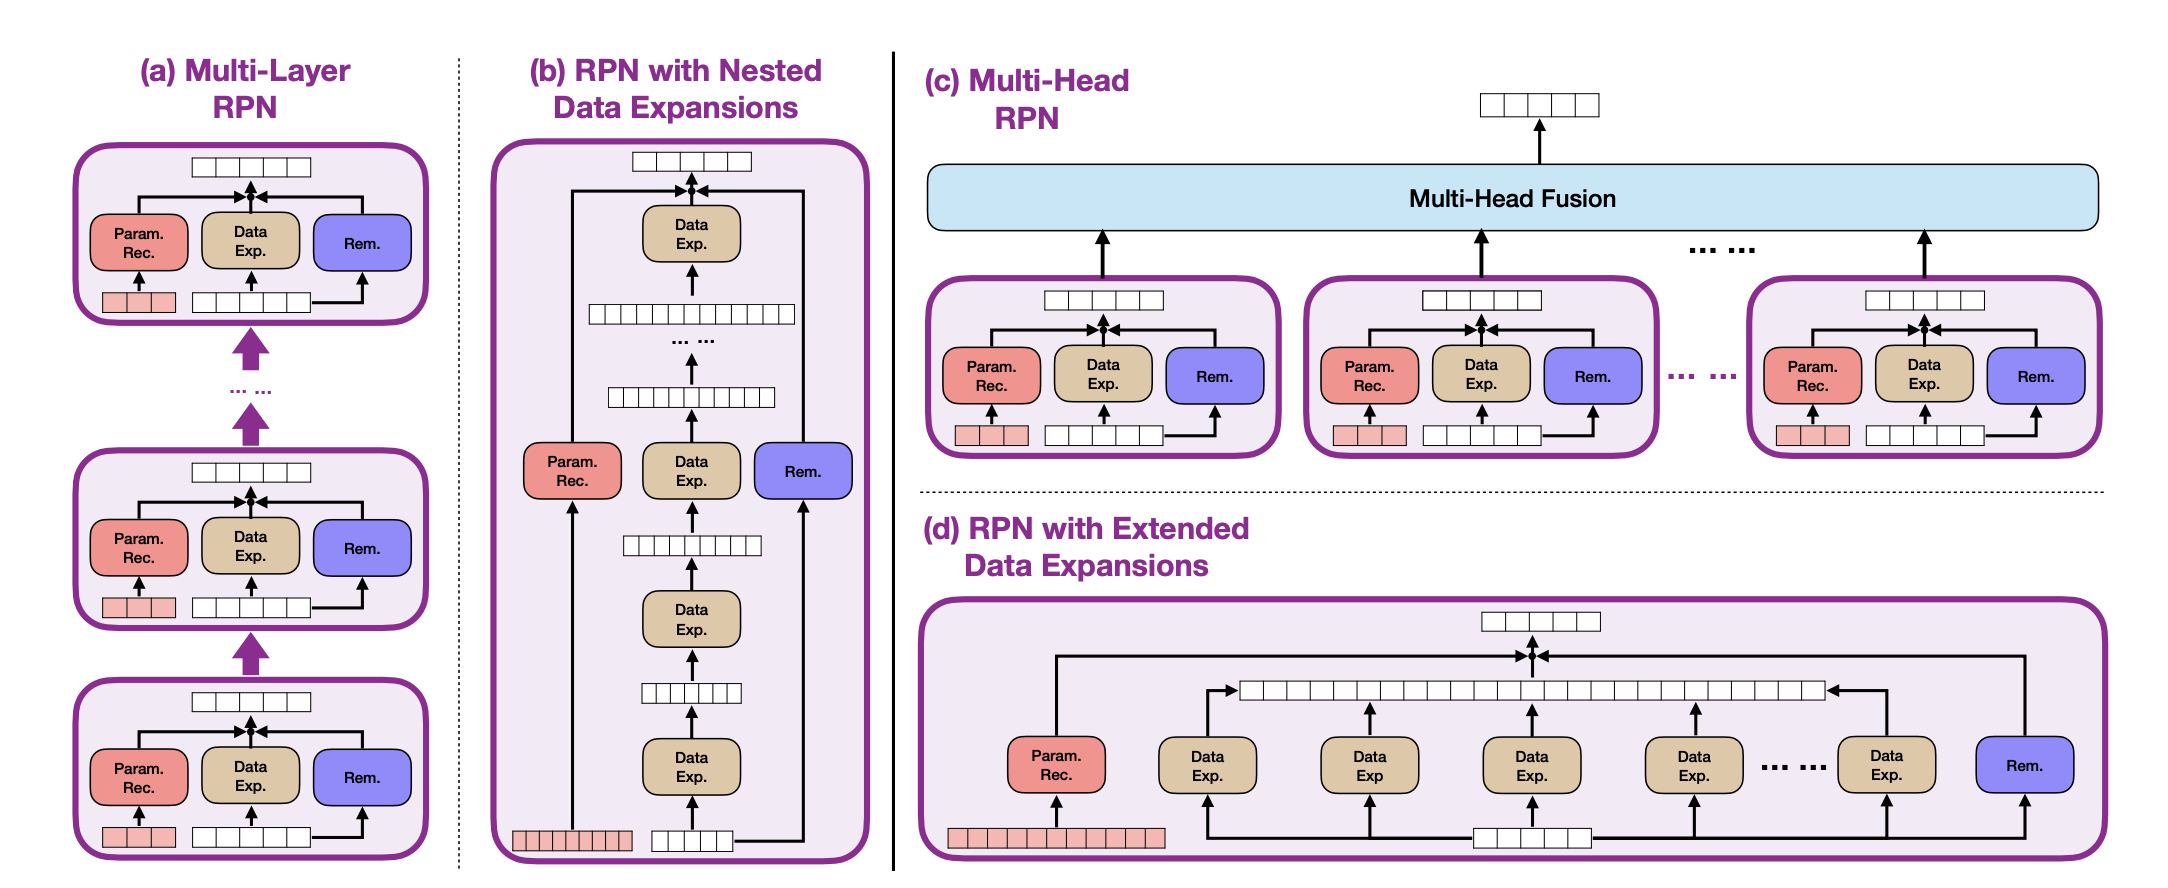 (a) Multi-Layer
RPN
Param.
Rec.
Data
Exp.
Rem.
... ...
Param.
Rec.
Data
Exp.
Rem.
Param.
Rec.
Data
Exp.
Rem.
(b) RPN with Nested
Data Expansions
Data
Exp.
... ...
Param.
Rec.
Data
Exp.
Rem.
Data
Exp.
Data
Exp.
(c) Multi-Head
RPN
Multi-Head Fusion
... ...
Param.
Rec.
Data
Exp.
Rem.
Param.
Rec.
Data
Exp.
Rem.
... ...
Param.
Rec.
Data
Exp.
Rem.
(d) RPN with Extended
Data Expansions
Param.
Rec.
Data
Exp.
Data
Exp
Data
Exp.
Data
Exp.
... ...
Data
Exp.
Rem.